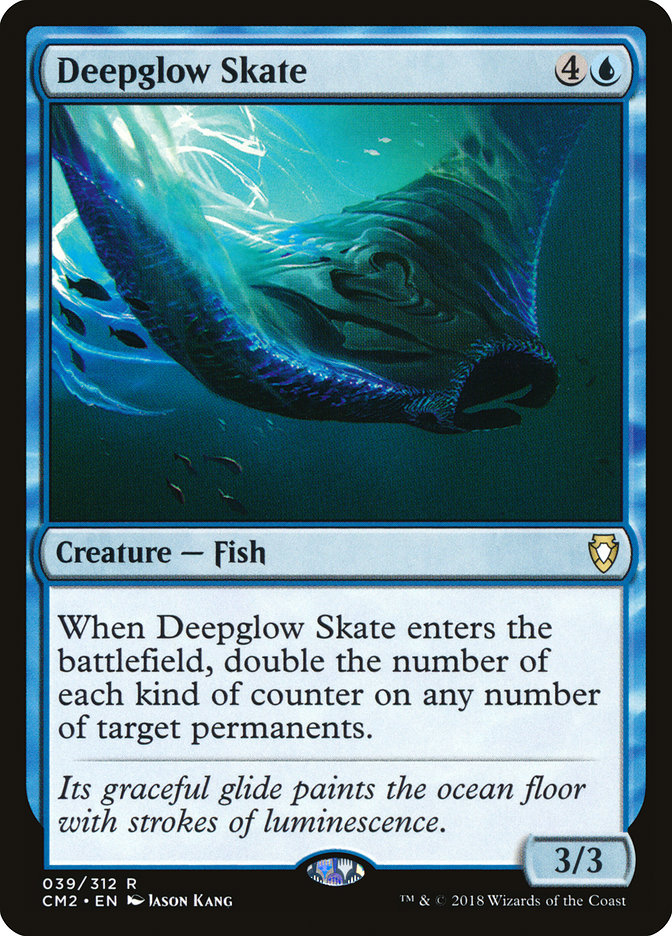 Deepglow Skate 4
Creature — Fish
When Deepglow Skate enters the
battlefield, double the number of
each kind of counter on any number
of target permanents.
Its graceful glide paints the ocean floor
with strokes of luminescence.
3/3
039/312 R
CM2 • EN Jason Kang
™ & © 2018 Wizards of the Coast